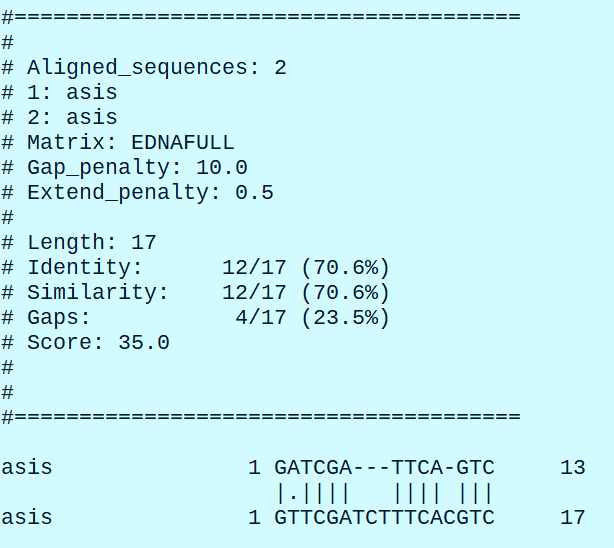 #=======================================
#
# Aligned_sequences: 2
# 1: asis
# 2: asis
# Matrix: EDNAFULL
# Gap_penalty: 10.0
# Extend_penalty: 0.5
#
# Length: 17
# Identity:      12/17 (70.6%)
# Similarity:    12/17 (70.6%)
# Gaps:           4/17 (23.5%)
# Score: 35.0
#
#
#=======================================

asis               1 GATCGA---TTCA-GTC     13
                     |.||||   |||| |||
asis               1 GTTCGATCTTTCACGTC     17